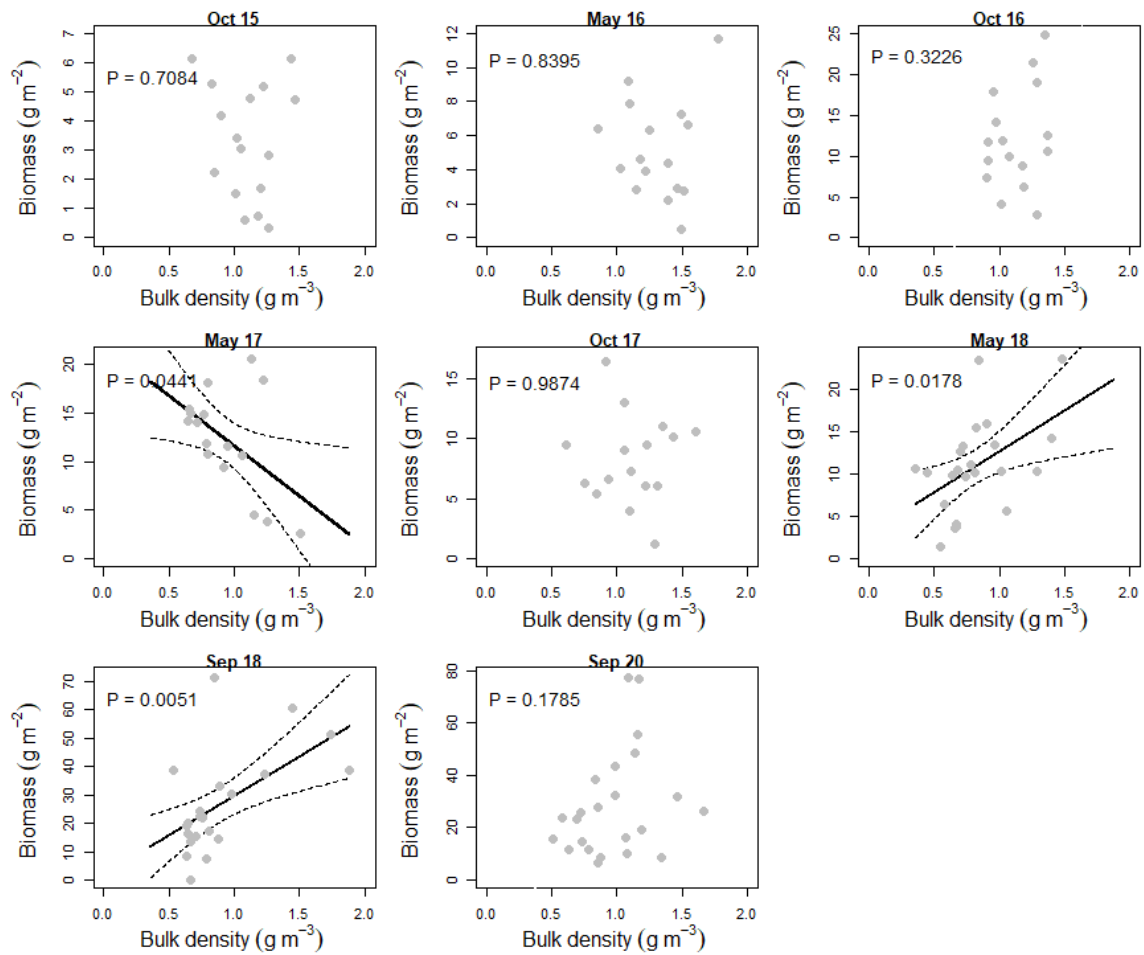 Oct 15
P = 0.7084
Biomass (g m−2)
0 1 2 3 4 5 6 7
0.0 0.5 1.0 1.5 2.0
Bulk density (g m−3)
May 16
P = 0.8395
Biomass (g m−2)
0 2 4 6 8 10 12
0.0 0.5 1.0 1.5 2.0
Bulk density (g m−3)
Oct 16
P = 0.3226
Biomass (g m−2)
0 5 10 15 20 25
0.0 0.5 1.0 1.5 2.0
Bulk density (g m−3)
May 17
P = 0.0441
Biomass (g m−2)
0 5 10 15 20
0.0 0.5 1.0 1.5 2.0
Bulk density (g m−3)
Oct 17
P = 0.9874
Biomass (g m−2)
0 5 10 15
0.0 0.5 1.0 1.5 2.0
Bulk density (g m−3)
May 18
P = 0.0178
Biomass (g m−2)
0 5 10 15 20
0.0 0.5 1.0 1.5 2.0
Bulk density (g m−3)
Sep 18
P = 0.0051
Biomass (g m−2)
0 10 20 30 40 50 60 70
0.0 0.5 1.0 1.5 2.0
Bulk density (g m−3)
Sep 20
P = 0.1785
Biomass (g m−2)
0 20 40 60 80
0.0 0.5 1.0 1.5 2.0
Bulk density (g m−3)